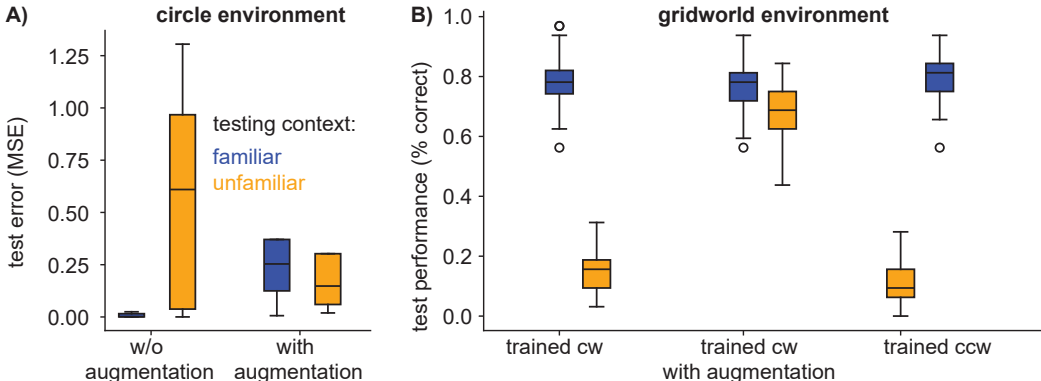 A)
circle environment
test error (MSE)
1.25
1.00
0.75
0.50
0.25
0.00
testing context:
familiar
unfamiliar
w/o
augmentation
with
augmentation
B)
gridworld environment
test performance (% correct)
1.0
0.8
0.6
0.4
0.2
0.0
trained cw
trained cw
with augmentation
trained ccw